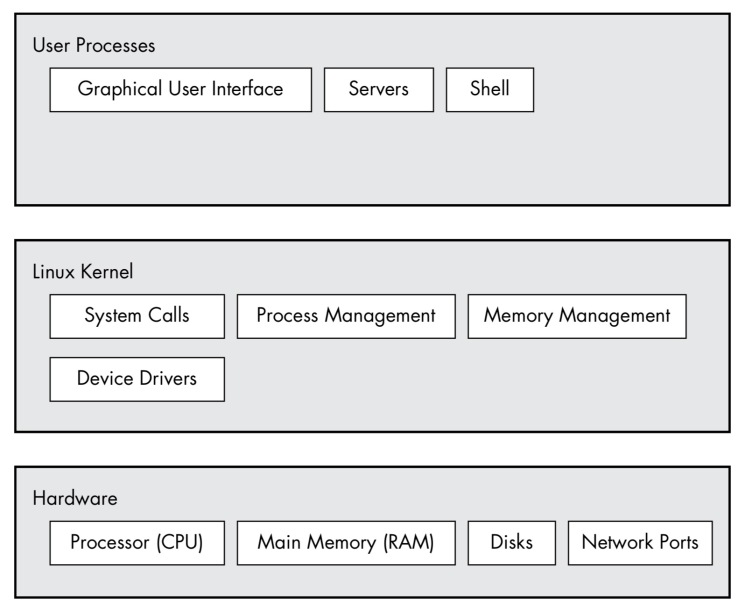 User Processes
Graphical User Interface
Servers
Shell
Linux Kernel
System Calls
Process Management
Memory Management
Device Drivers
Hardware
Processor (CPU)
Main Memory (RAM)
Disks
Network Ports